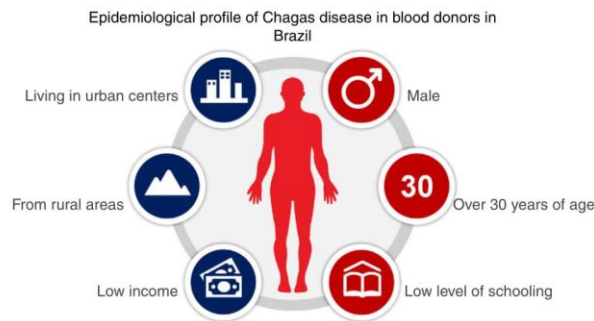 Epidemiological profile of Chagas disease in blood donors in
Brazil
Living in urban centers
Male
From rural areas
30
Over 30 years of age
Low income
Low level of schooling